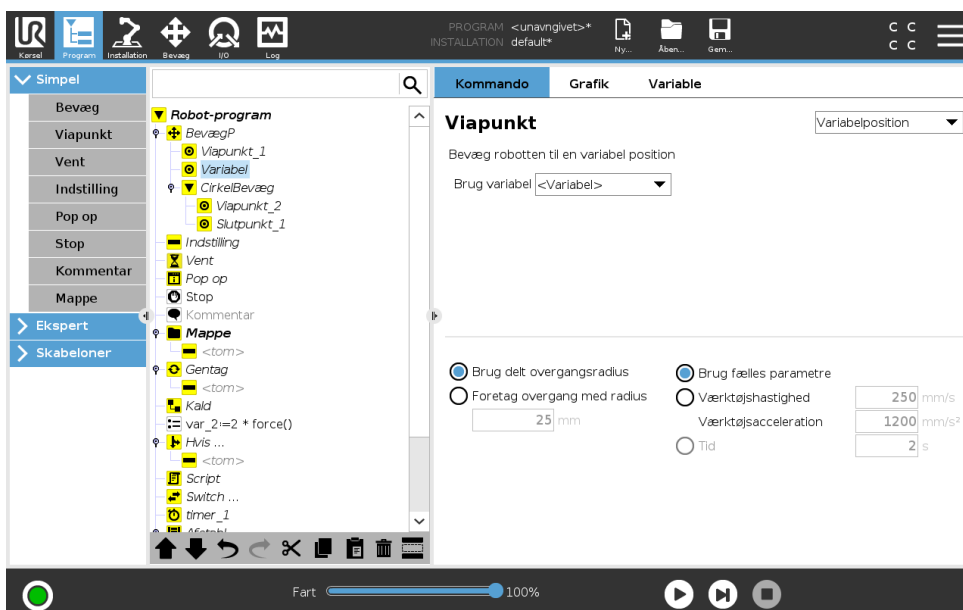 PROGRAM <unavngivet>*
INSTALLATION default*
UR
Kørsel Program Installation Bevæg I/O Log
Ny... Åben... Gem...
C C
C C
Simpel
Bevæg
Viapunkt
Vent
Indstilling
Pop op
Stop
Kommentar
Mappe
Ekspert
Skabeloner
Robot-program
BevægP
Viapunkt_1
Variabel
CirkelBevæg
Viapunkt_2
Slutpunkt_1
Indstilling
Vent
Pop op
Stop
Kommentar
Mappe
<tom>
Gentag
<tom>
Kald
var_2:=2 * force()
Hvis ...
<tom>
Script
Switch ...
timer_1
Kommando Grafik Variable
Viapunkt
Variabelposition
Bevæg robotten til en variabel position
Brug variabel <Variabel>
Brug delt overgangsradius
Foretag overgang med radius
25 mm
Brug fælles parametre
Værktøjshastighed 250 mm/s
Værktøjsacceleration 1200 mm/s²
Tid 2 s
Fart 100%